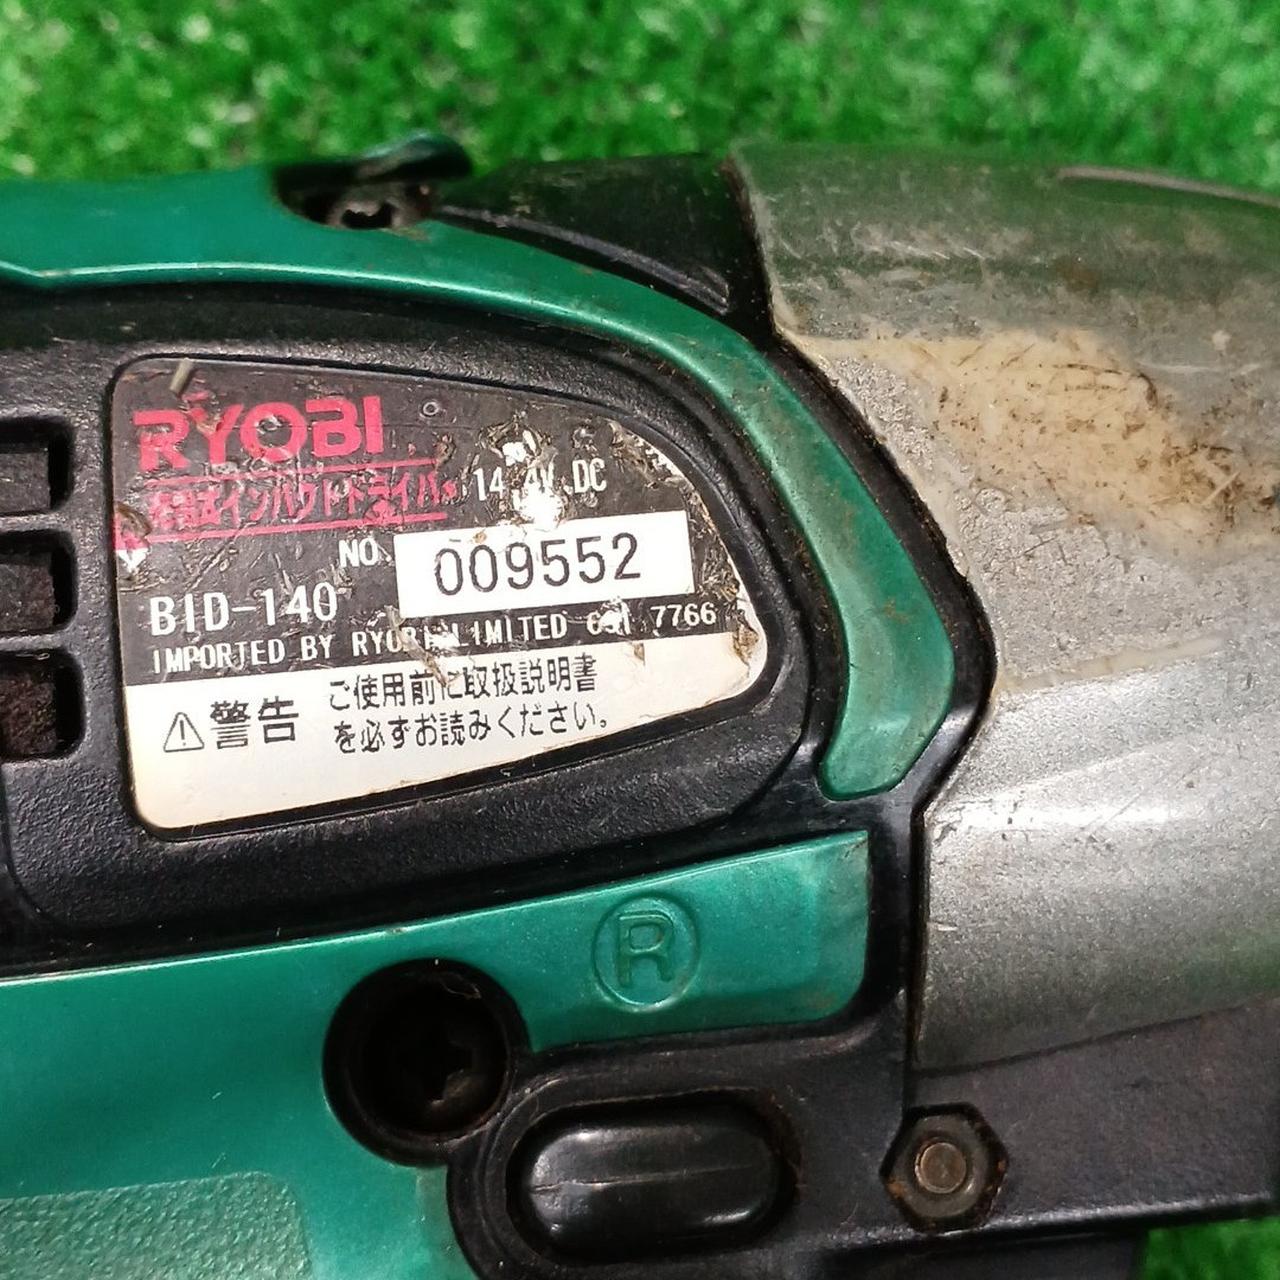 RYOBI
充電式インパクトドライバ 14.4V DC
NO. 009552
BID-140
IMPORTED BY RYOBI LIMITED 7766
⚠警告 ご使用前に取扱説明書
を必ずお読みください。
R